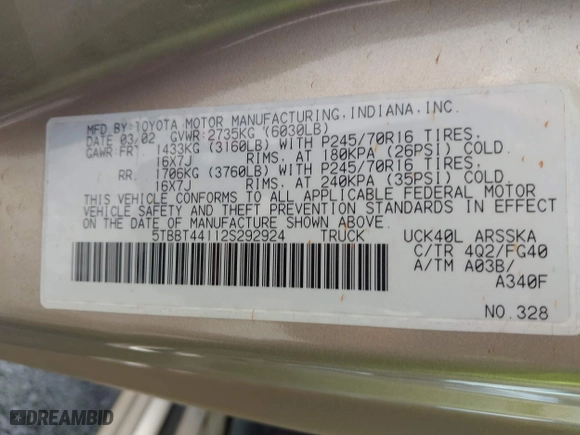 MFD BY:TOYOTA MOTOR MANUFACTURING,INDIANA,INC.
DATE 03/02 GVWR 2735KG (6030LB)
GAWR FRT 1433KG (3160LB) WITH P245/70R16 TIRES.
16X7J RIMS. AT 180KPA (26PSI) COLD.
RR. 1706KG (3760LB) WITH P245/70R16 TIRES.
16X7J RIMS. AT 240KPA (35PSI) COLD.
THIS VEHICLE CONFORMS TO ALL APPLICABLE FEDERAL MOTOR
VEHICLE SAFETY AND THEFT PREVENTION STANDARDS IN EFFECT
ON THE DATE OF MANUFACTURE SHOWN ABOVE.
5TBBT44112S292924 TRUCK UCK40L ARSSKA
C/TR 4Q2/FG40
A/TM A03B/
A340F
NO.328
DREAMBID